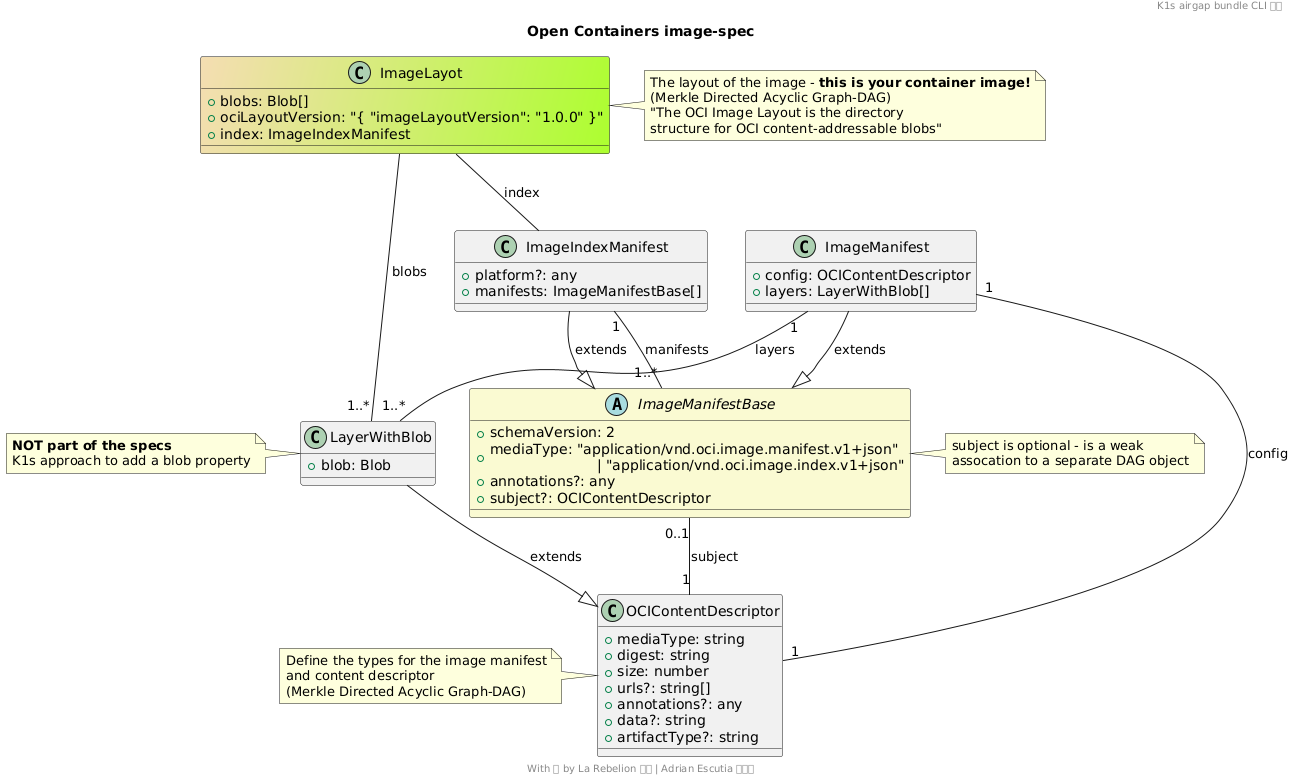 K1s airgap bundle CLI
Open Containers image-spec
C ImageLayot
blobs: Blob[]
ociLayoutVersion: "{ "imageLayoutVersion": "1.0.0" }"
index: ImageIndexManifest
The layout of the image - this is your container image!
(Merkle Directed Acyclic Graph-DAG)
"The OCI Image Layout is the directory
structure for OCI content-addressable blobs"
index
C ImageIndexManifest
platform?: any
manifests: ImageManifestBase[]
C ImageManifest
config: OCIContentDescriptor
layers: LayerWithBlob[]
blobs
1
1
1
extends
manifests
layers
extends
1..*
1..*
1..*
NOT part of the specs
K1s approach to add a blob property
C LayerWithBlob
blob: Blob
A ImageManifestBase
schemaVersion: 2
mediaType: "application/vnd.oci.image.manifest.v1+json"
| "application/vnd.oci.image.index.v1+json"
annotations?: any
subject?: OCIContentDescriptor
subject is optional - is a weak
assocation to a separate DAG object
config
0..1
extends
subject
1
C OCIContentDescriptor
mediaType: string
digest: string
size: number
urls?: string[]
annotations?: any
data?: string
artifactType?: string
1
Define the types for the image manifest
and content descriptor
(Merkle Directed Acyclic Graph-DAG)
With by La Rebelion | Adrian Escutia